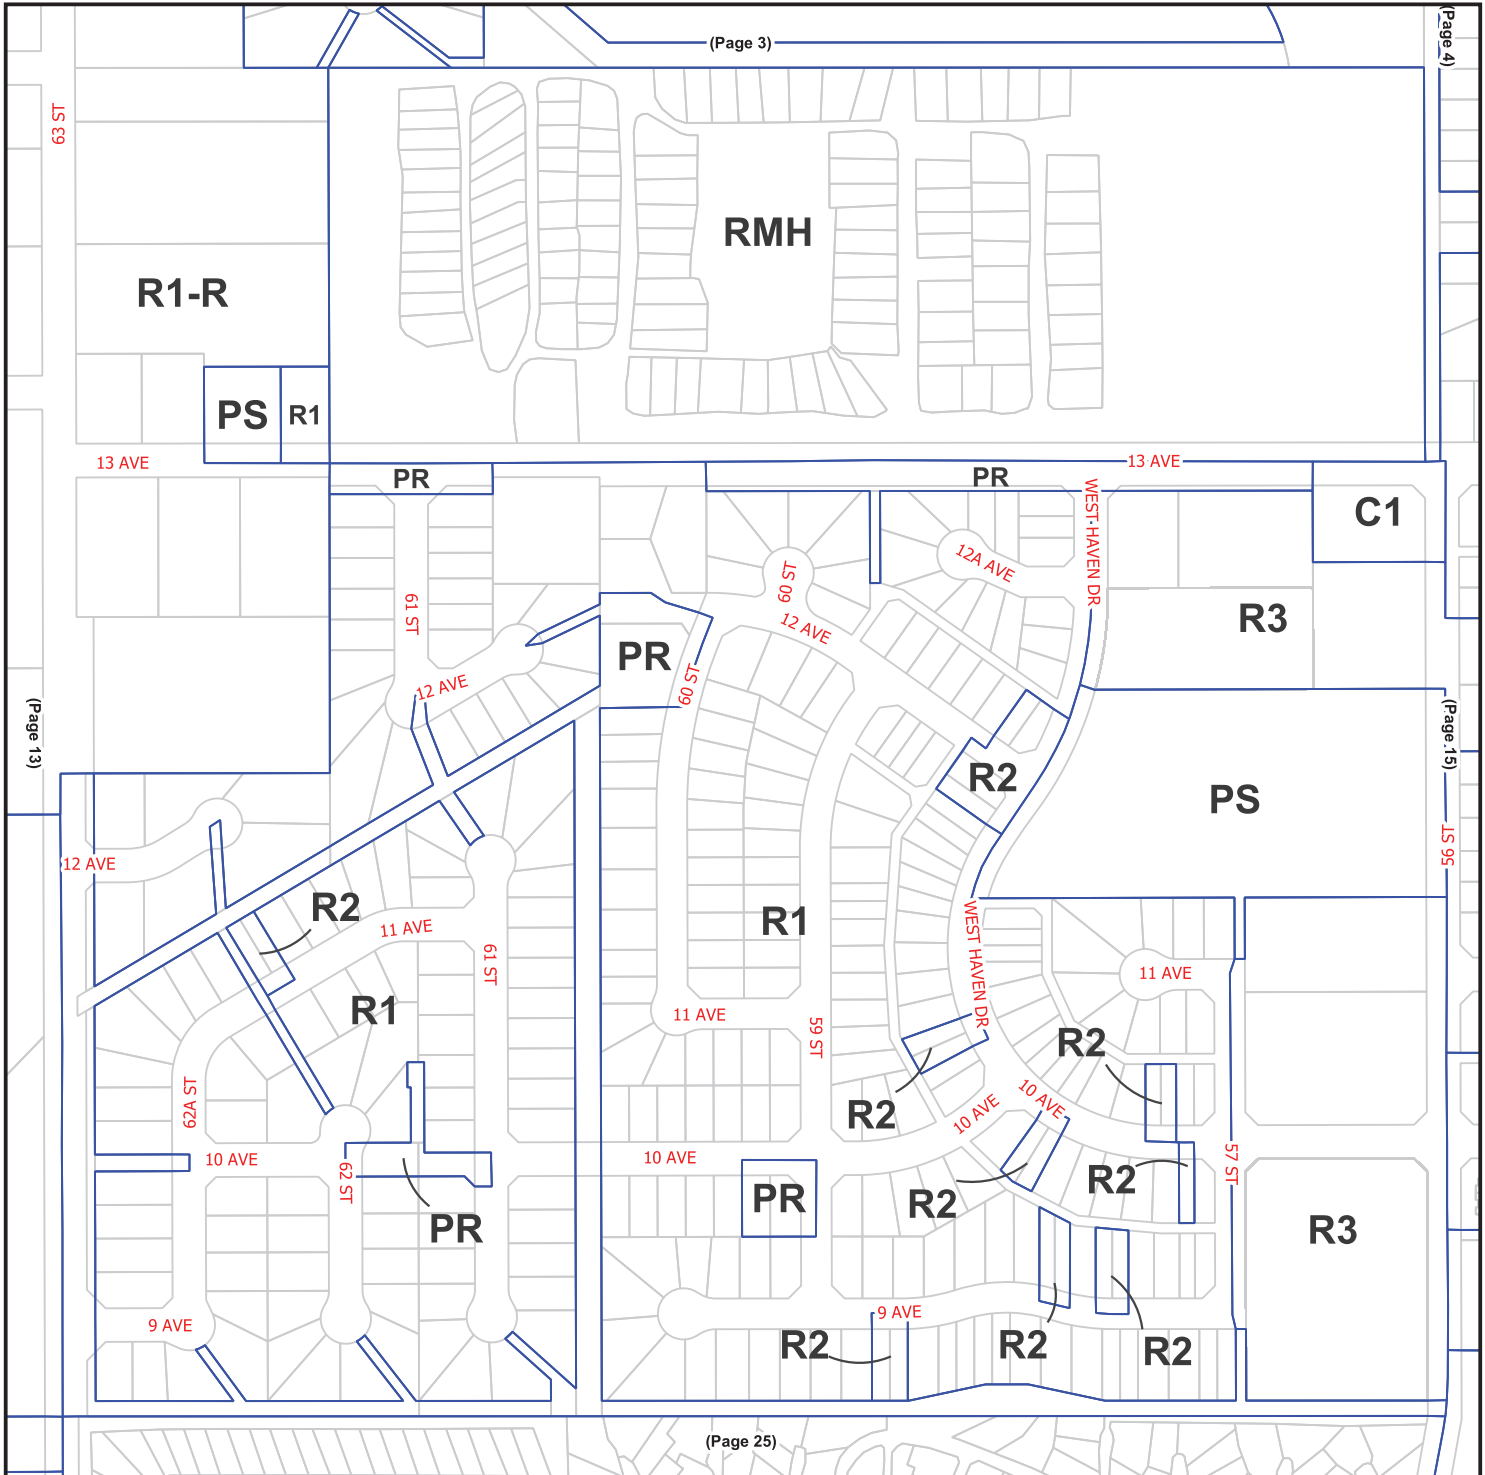 (Page 3)
(Page 4)
63 ST
RMH
R1-R
PS
R1
13 AVE
13 AVE
PR
PR
C1
WEST HAVEN DR
12A AVE
60 ST
61 ST
12 AVE
R3
PR
60 ST
12 AVE
(Page 13)
(Page 15)
R2
PS
56 ST
12 AVE
R2
11 AVE
R1
61 ST
WEST HAVEN DR
11 AVE
R1
11 AVE
59 ST
R2
R2
62A ST
10 AVE
10 AVE
10 AVE
62 ST
10 AVE
57 ST
R2
PR
R2
PR
R3
9 AVE
9 AVE
R2
R2
R2
(Page 25)